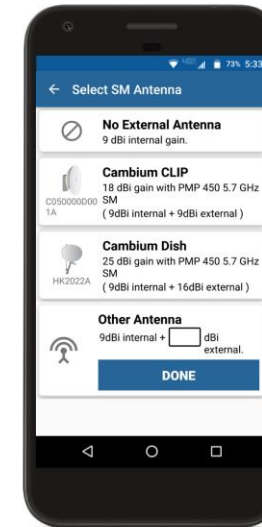 73% 5:33
← Select SM Antenna
No External Antenna
9 dBi internal gain.
Cambium CLIP
18 dBi gain with PMP 450 5.7 GHz
SM
( 9dBi internal + 9dBi external )
C050000D00
1A
Cambium Dish
25 dBi gain with PMP 450 5.7 GHz
SM
( 9dBi internal + 16dBi external )
HK2022A
Other Antenna
9dBi internal + dBi
external.
DONE